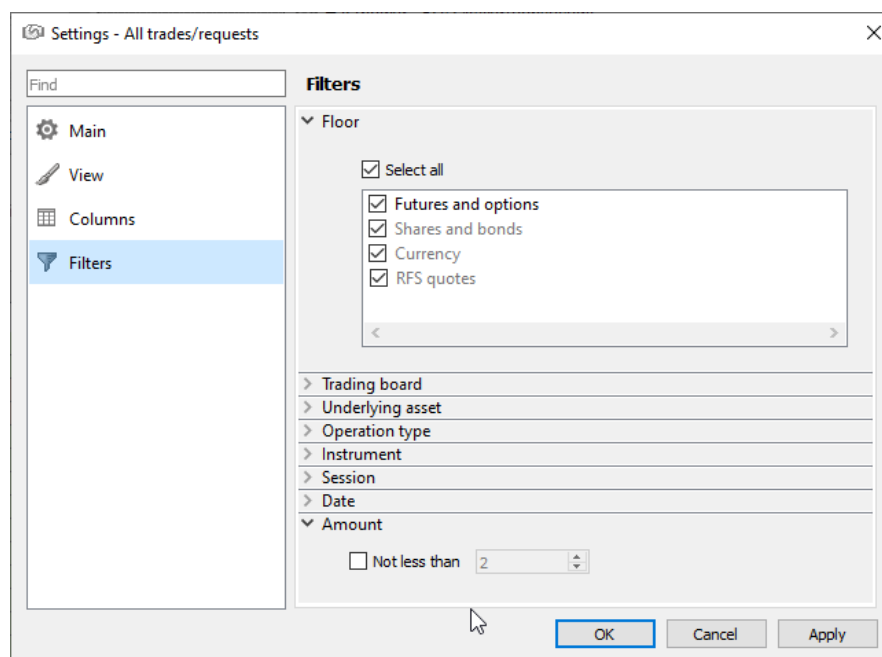 Settings - All trades/requests
Find
Main
View
Columns
Filters
Filters
Floor
Select all
Futures and options
Shares and bonds
Currency
RFS quotes
Trading board
Underlying asset
Operation type
Instrument
Session
Date
Amount
Not less than 2
OK Cancel Apply